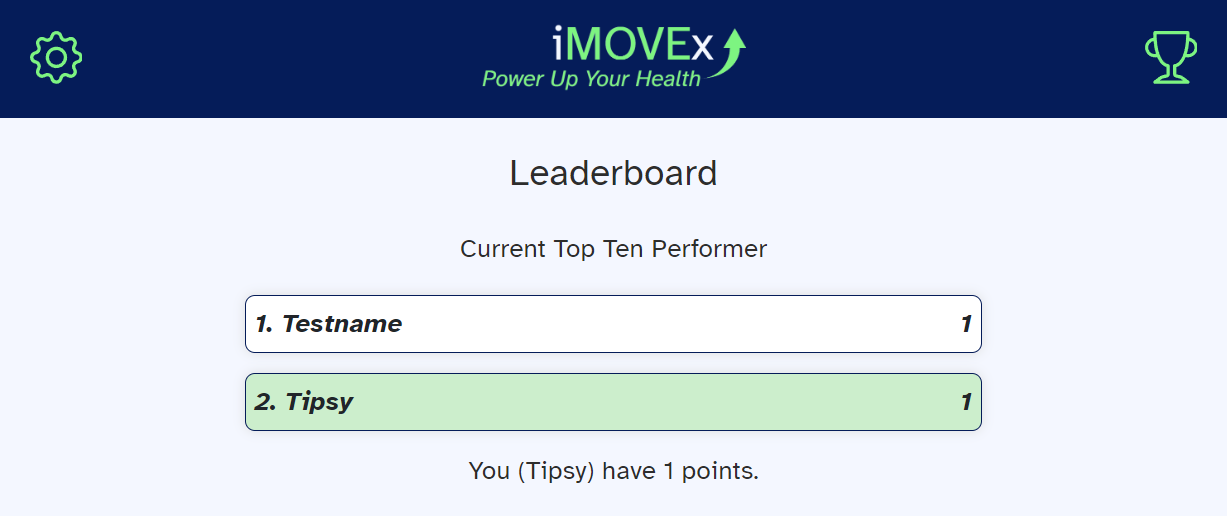 iMOVEx
Power Up Your Health
Leaderboard
Current Top Ten Performer
1. Testname 1
2. Tipsy 1
You (Tipsy) have 1 points.